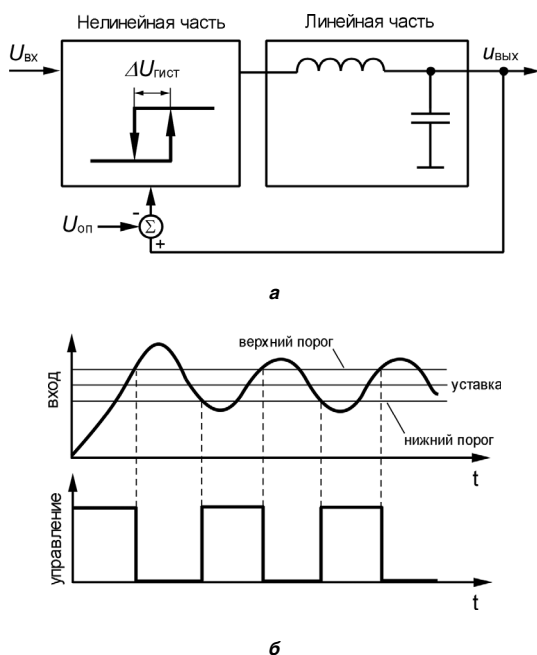 Нелинейная часть
Линейная часть
Uвх
ΔUгист
uвых
Uоп
-
Σ
+
а
вход
верхний порог
уставка
нижний порог
t
управление
t
б